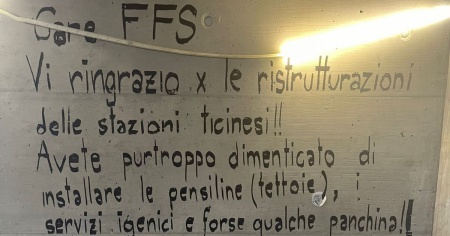 Care FFS
Vi ringrazio x le ristrutturazioni
delle stazioni ticinesi!!
Avete purtroppo dimenticato di
installare le pensiline (tettoie), i
servizi igenici e forse qualche panchina!!